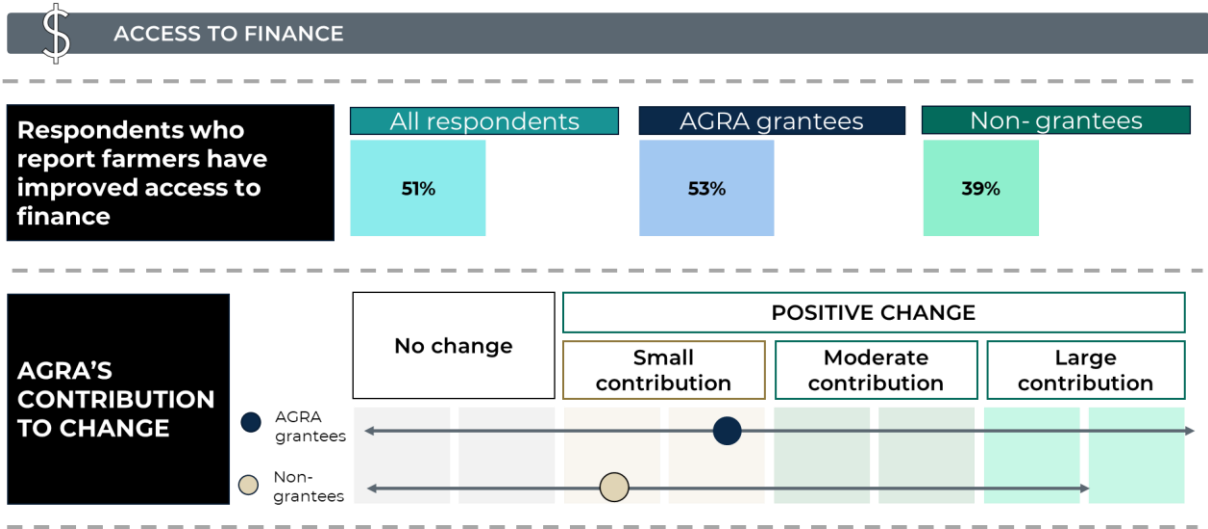 $ ACCESS TO FINANCE
Respondents who
report farmers have
improved access to
finance
All respondents
AGRA grantees
Non- grantees
51%
53%
39%
AGRA'S
CONTRIBUTION
TO CHANGE
No change
POSITIVE CHANGE
Small
contribution
Moderate
contribution
Large
contribution
AGRA
grantees
Non-
grantees